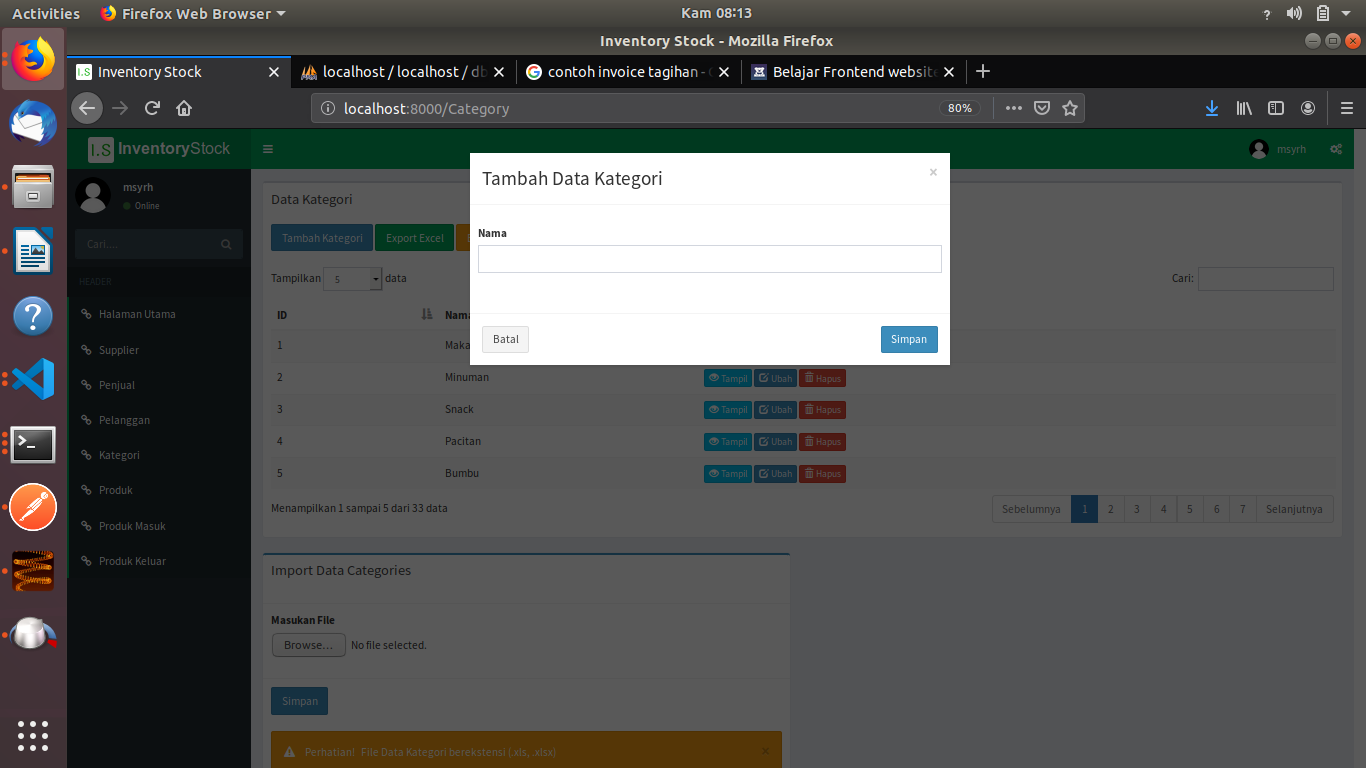 Activities Firefox Web Browser Kam 08:13 ?
Inventory Stock - Mozilla Firefox
I.S Inventory Stock localhost / localhost / db contoh invoice tagihan - Belajar Frontend website
localhost:8000/Category 80%
I.S InventoryStock msyrh
msyrh
Online
Cari....
HEADER
Halaman Utama
Supplier
Penjual
Pelanggan
Kategori
Produk
Produk Masuk
Produk Keluar
Tambah Data Kategori ×
Nama
Batal Simpan
Data Kategori
Tambah Kategori Export Excel
Tampilkan 5 data Cari:
ID Nama
1
2 Minuman Tampil Ubah Hapus
3 Snack Tampil Ubah Hapus
4 Pacitan Tampil Ubah Hapus
5 Bumbu Tampil Ubah Hapus
Menampilkan 1 sampai 5 dari 33 data Sebelumnya 1 2 3 4 5 6 7 Selanjutnya
Import Data Categories
Masukan File
Browse... No file selected.
Simpan
Perhatian! File Data Kategori berekstensi (.xls, .xlsx) ×